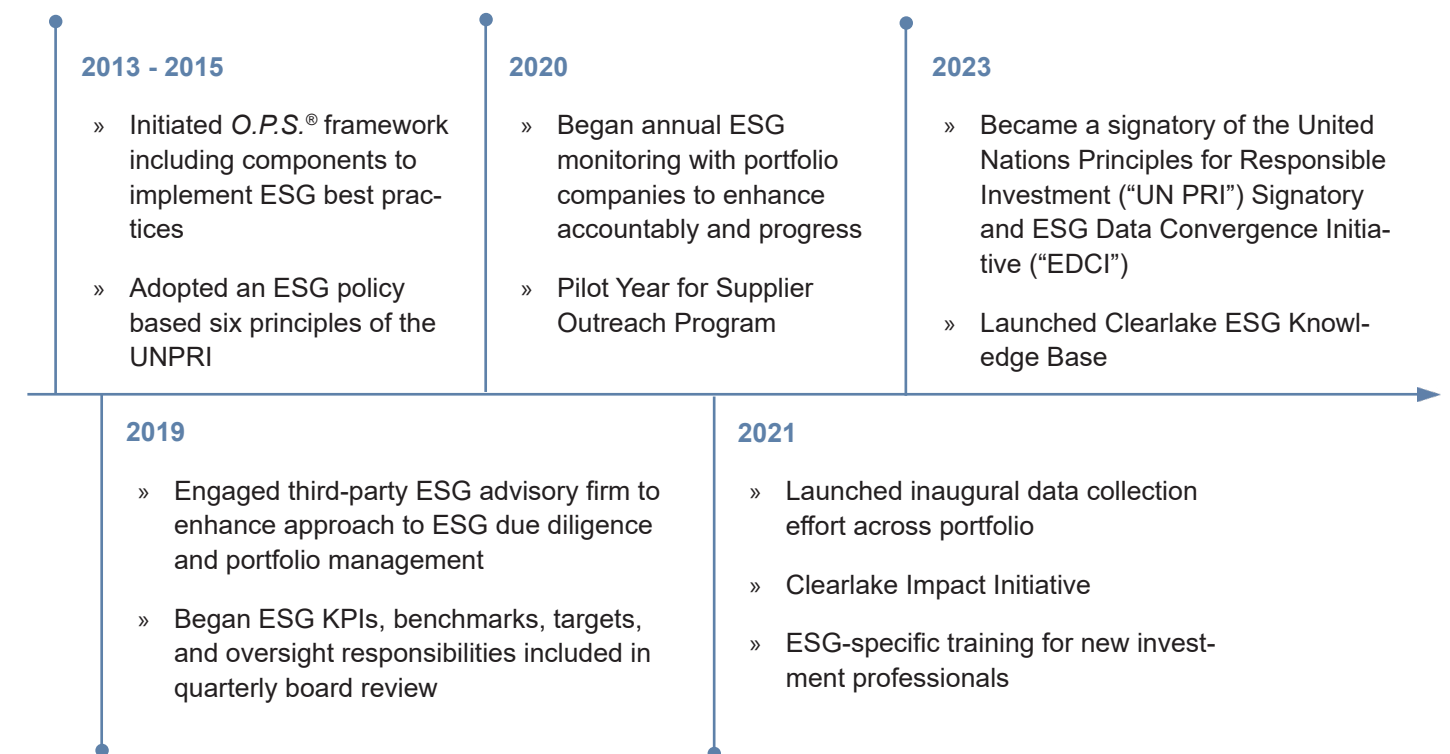 2013 - 2015
» Initiated O.P.S.® framework
including components to
implement ESG best prac-
tices
» Adopted an ESG policy
based six principles of the
UNPRI
2020
» Began annual ESG
monitoring with portfolio
companies to enhance
accountably and progress
» Pilot Year for Supplier
Outreach Program
2023
» Became a signatory of the United
Nations Principles for Responsible
Investment (“UN PRI”) Signatory
and ESG Data Convergence Initia-
tive (“EDCI”)
» Launched Clearlake ESG Knowl-
edge Base
2019
» Engaged third-party ESG advisory firm to
enhance approach to ESG due diligence
and portfolio management
» Began ESG KPIs, benchmarks, targets,
and oversight responsibilities included in
quarterly board review
2021
» Launched inaugural data collection
effort across portfolio
» Clearlake Impact Initiative
» ESG-specific training for new invest-
ment professionals